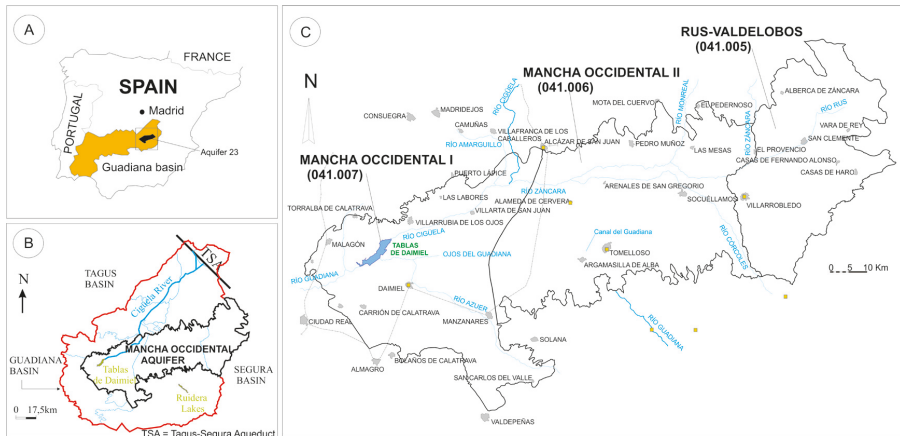 A
FRANCE
SPAIN
Madrid
PORTUGAL
Aquifer 23
Guadiana basin
B
TSA
TAGUS
BASIN
N
Cigüela River
MANCHA OCCIDENTAL
AQUIFER
GUADIANA
BASIN
Tablas
de Daimiel
SEGURA
BASIN
Ruidera
Lakes
0 17,5km
TSA = Tagus-Segura Aqueduct
C
RUS-VALDELOBOS
(041.005)
N
MANCHA OCCIDENTAL II
(041.006)
RÍO CIGÜELA
RÍO MONREAL
ALBERCA DE ZÁNCARA
MOTA DEL CUERVO
EL PEDERNOSO
MADRIDEJOS
RÍO RUS
CONSUEGRA
CAMUÑAS
VILLAFRANCA DE LOS
CABALLEROS
RÍO ZÁNCARA
VARA DE REY
RÍO AMARGUILLO
ALCÁZAR DE SAN JUAN
PEDRO MUÑOZ
LAS MESAS
EL PROVENCIO
SAN CLEMENTE
MANCHA OCCIDENTAL I
(041.007)
CASAS DE FERNANDO ALONSO
PUERTO LÁPICE
CASAS DE HARO
RÍO ZÁNCARA
ARENALES DE SAN GREGORIO
LAS LABORES
ALAMEDA DE CERVERA
SOCUÉLLAMOS
TORRALBA DE CALATRAVA
VILLARTA DE SAN JUAN
VILLARROBLEDO
VILLARRUBIA DE LOS OJOS
RÍO CIGÜELA
Canal del Guadiana
RÍO CÓRCOLES
MALAGÓN
TABLAS
DE DAIMIEL
OJOS DEL GUADIANA
TOMELLOSO
ARGAMASILLA DE ALBA
RÍO GUADIANA
0 5 10 Km
DAIMIEL
RÍO AZUER
CARRIÓN DE CALATRAVA
MANZANARES
CIUDAD REAL
RÍO GUADIANA
SOLANA
BOLAÑOS DE CALATRAVA
ALMAGRO
SAN CARLOS DEL VALLE
VALDEPEÑAS